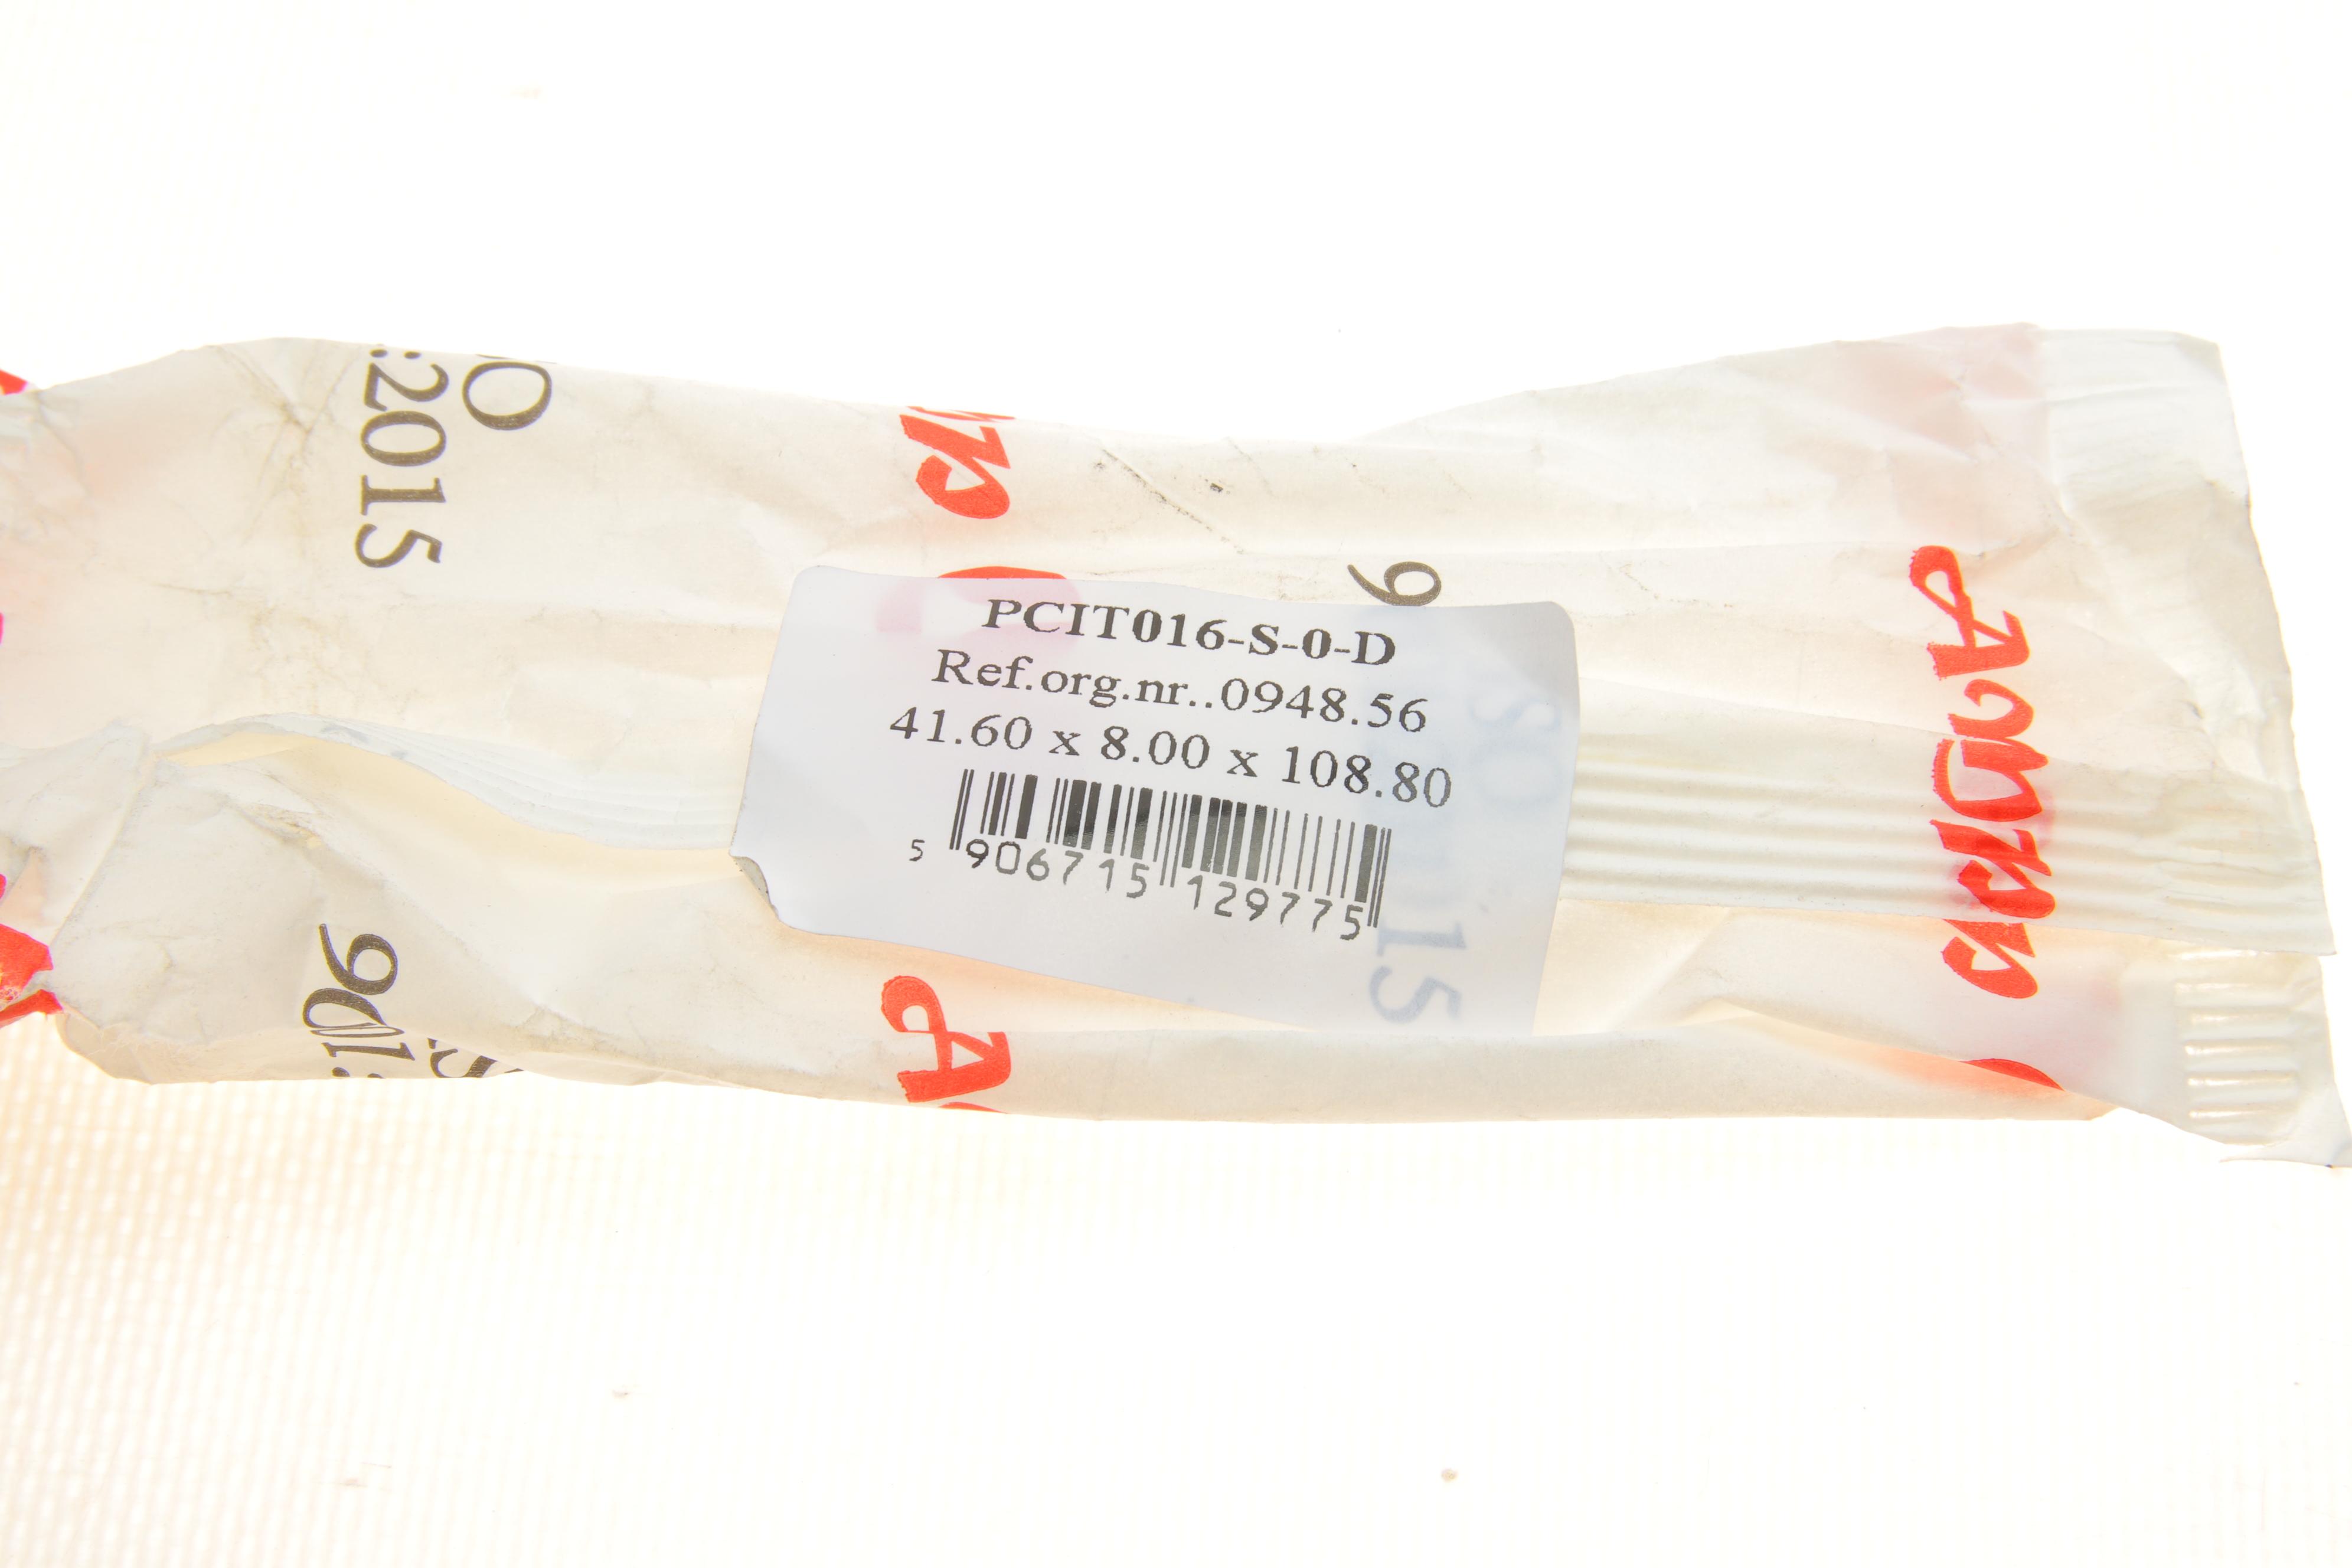 PCIT016-S-0-D
Ref.org.nr..0948.56
41.60 x 8.00 x 108.80
5 906715 129775
:2015